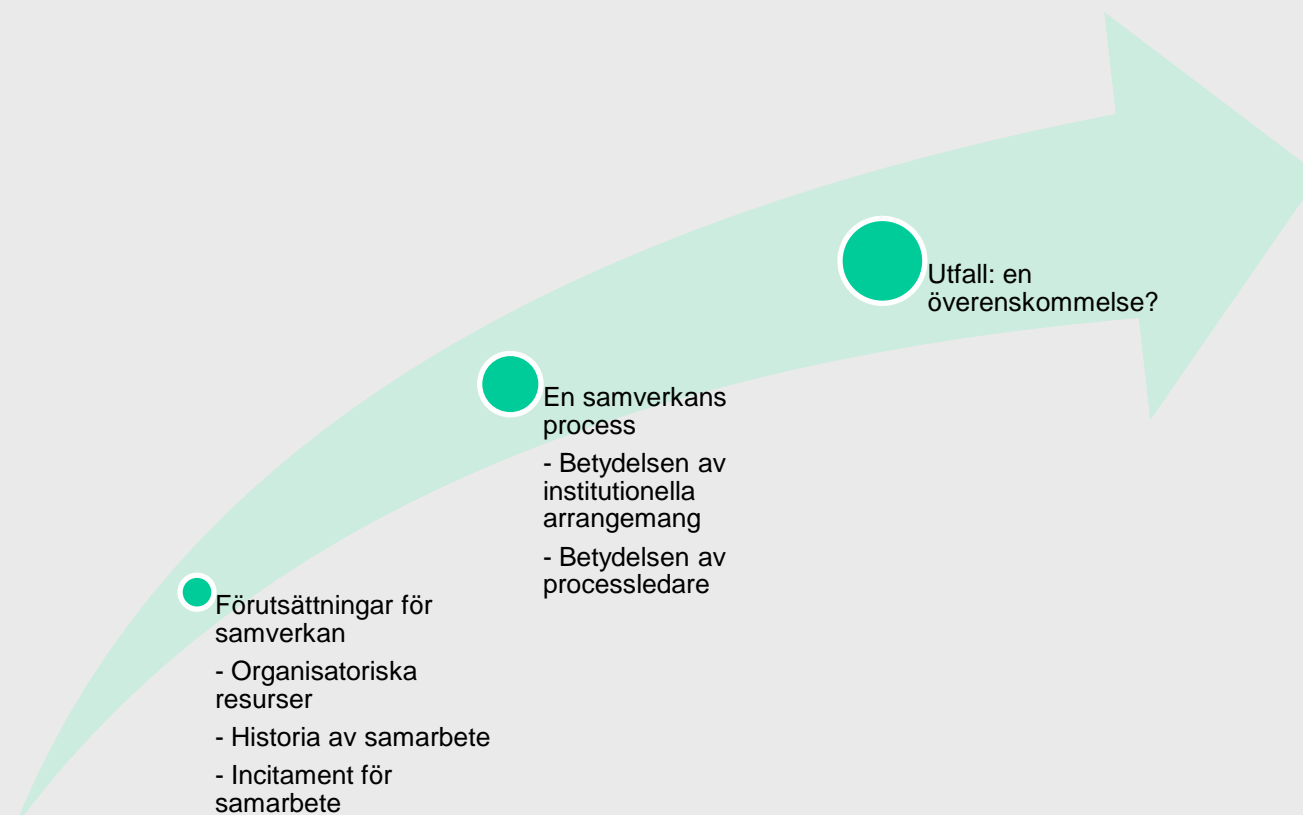 Förutsättningar för
samverkan
- Organisatoriska
resurser
- Historia av samarbete
- Incitament för
samarbete
En samverkans
process
- Betydelsen av
institutionella
arrangemang
- Betydelsen av
processledare
Utfall: en
överenskommelse?